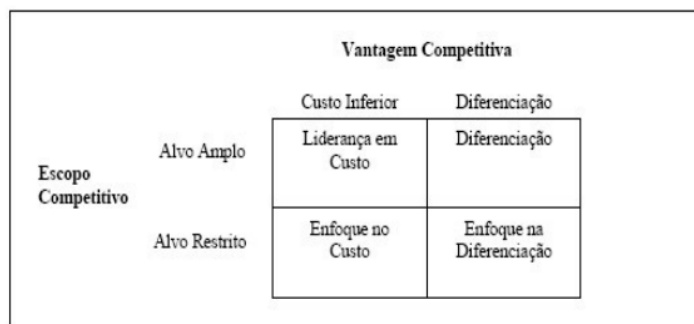 Vantagem Competitiva
Custo Inferior Diferenciação
Alvo Amplo
Liderança em
Custo
Diferenciação
Escopo
Competitivo
Alvo Restrito
Enfoque no
Custo
Enfoque na
Diferenciação